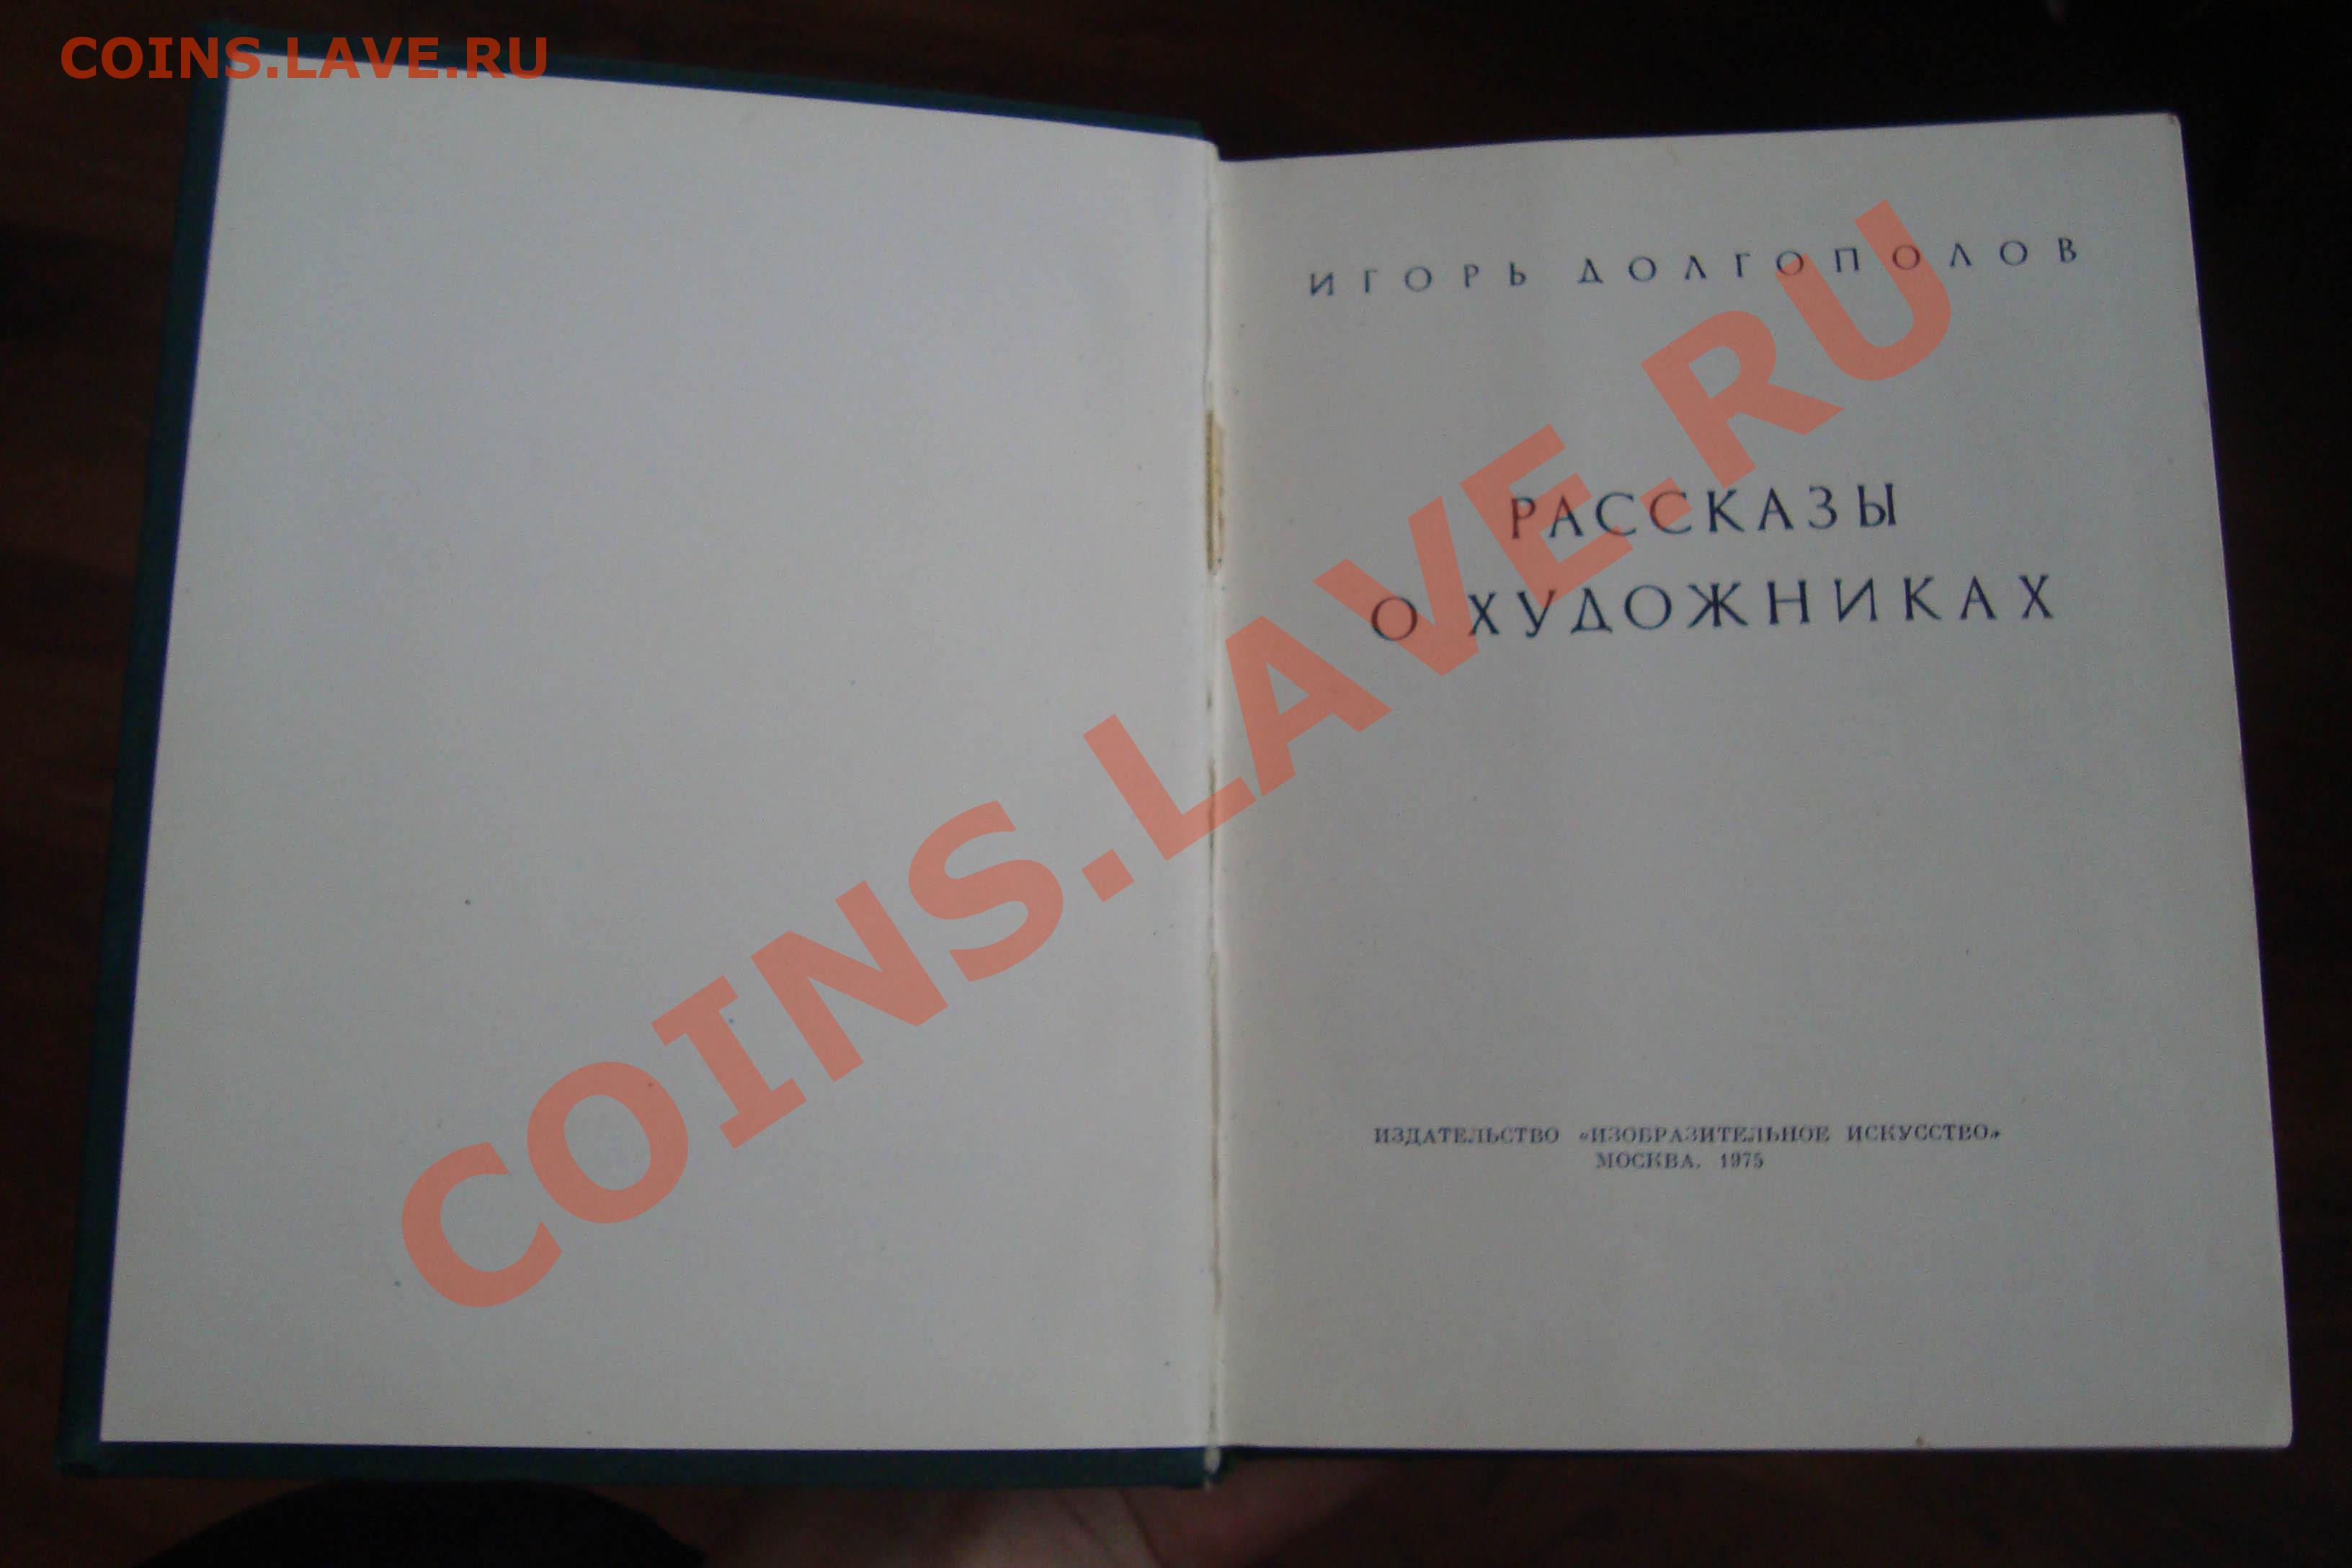 COINS.LAVE.RU
ИГОРЬ ДОЛГОПОЛОВ
РАССКАЗЫ
О ХУДОЖНИКАХ
COINS.LAVE.RU
ИЗДАТЕЛЬСТВО «ИЗОБРАЗИТЕЛЬНОЕ ИСКУССТВО»
МОСКВА. 1975